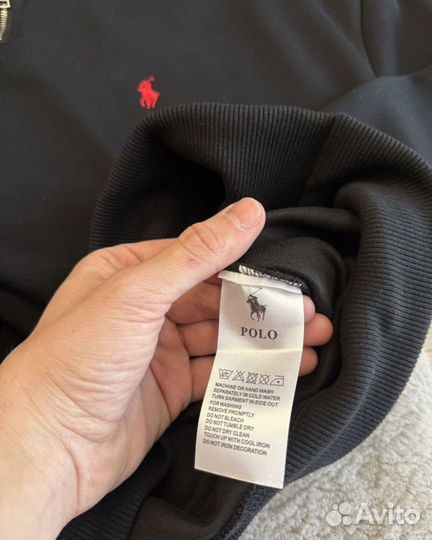 POLO
MACHINE OR HAND WASH
SEPARATELY IN COLD WATER
TURN GARMENT IN SIDE OUT
FOR WASHING
REMOVE PROMPTLY
DO NOT BLEACH
DO NOT TUMBLE DRY
DO NOT DRY CLEAN
TOUCH UP WITH COOL IRON
DO NOT IRON DECORATION
Avito